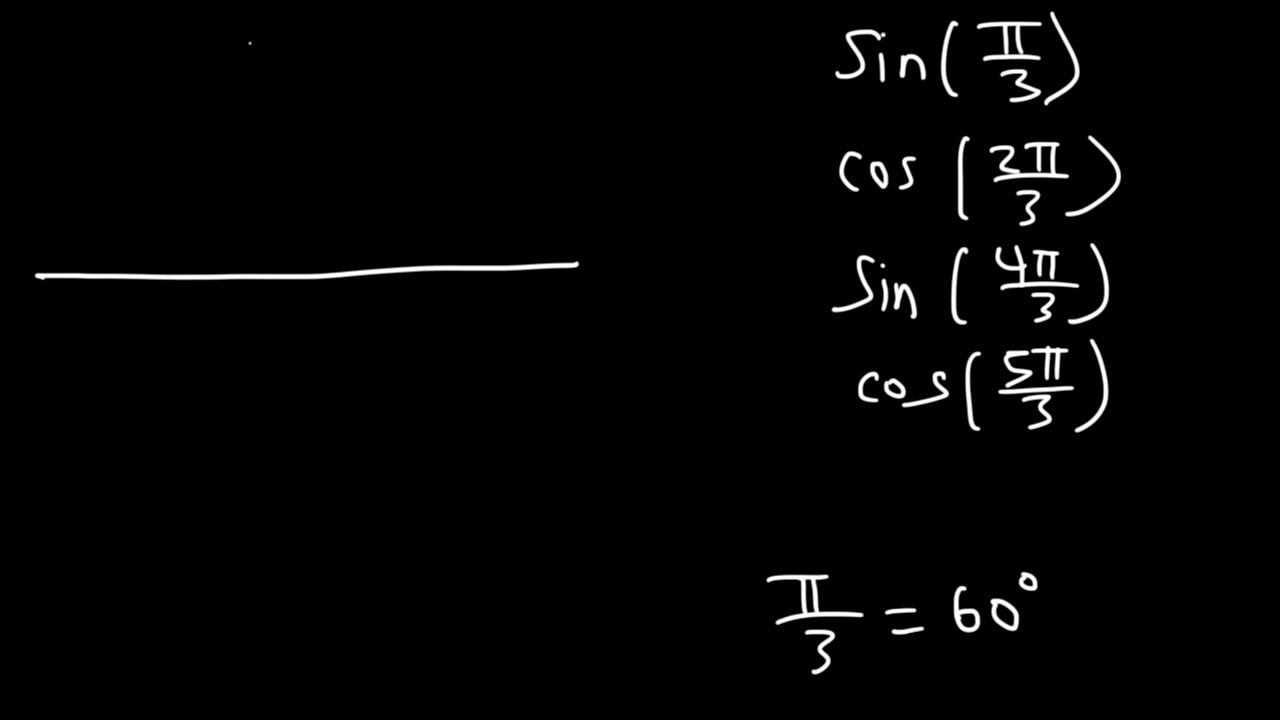 sin(π/3)
cos(2π/3)
sin(4π/3)
cos(5π/3)
π/3 = 60°